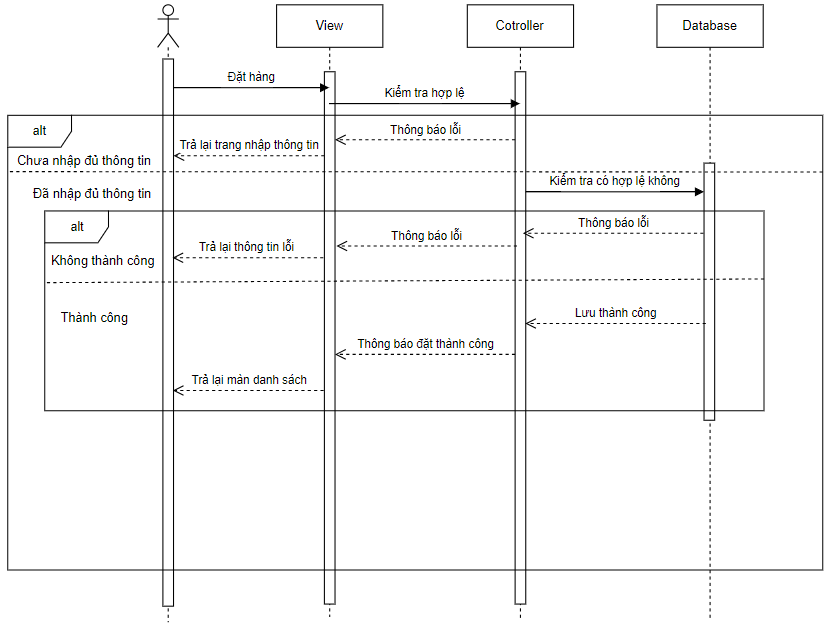 View
Cotroller
Database
Đặt hàng
Kiểm tra hợp lệ
alt
Thông báo lỗi
Trả lại trang nhập thông tin
Chưa nhập đủ thông tin
Đã nhập đủ thông tin
Kiểm tra có hợp lệ không
alt
Thông báo lỗi
Thông báo lỗi
Trả lại thông tin lỗi
Không thành công
Thành công
Lưu thành công
Thông báo đặt thành công
Trả lại màn danh sách